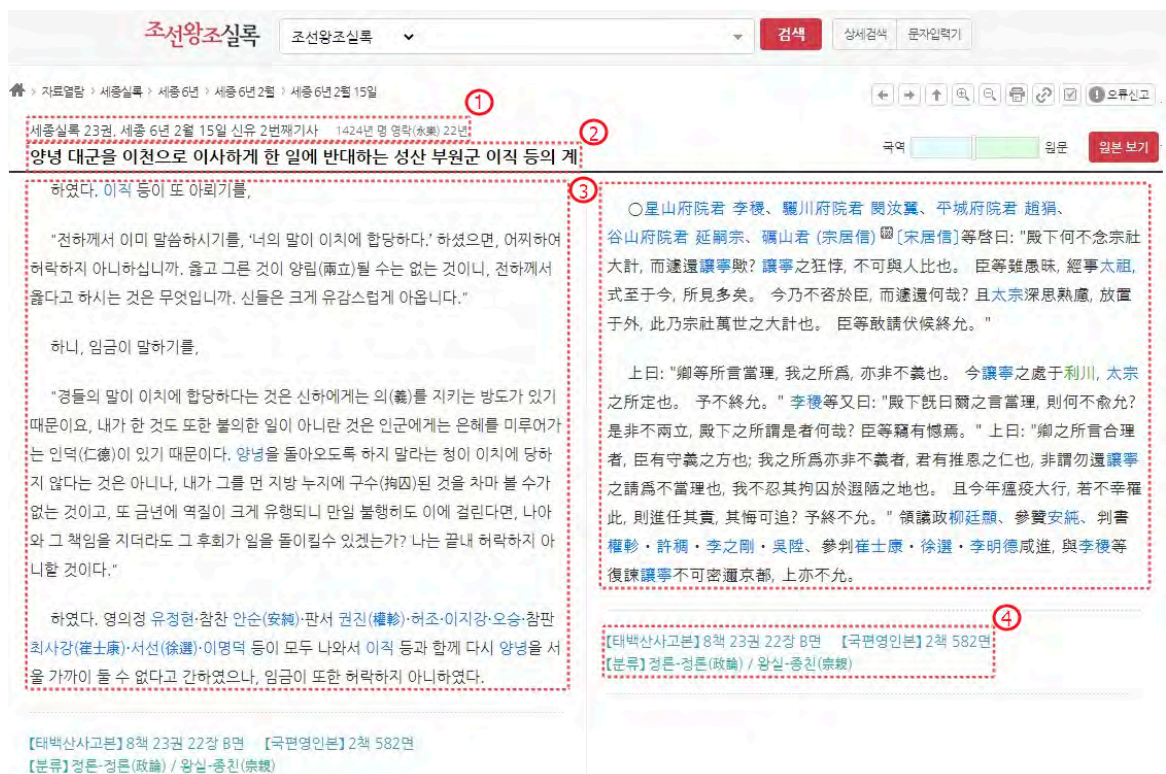 조선왕조실록
조선왕조실록
검색
상세검색
문자입력기
자료열람 > 세종실록 > 세종 6년 > 세종 6년 2월 > 세종 6년 2월 15일
오류신고
①
세종실록 23권, 세종 6년 2월 15일 신유 2번째기사 1424년 명 영락(永樂) 22년
②
양녕 대군을 이천으로 이사하게 한 일에 반대하는 성산 부원군 이직 등의 계
국역
원문
원본 보기
③
하였다. 이직 등이 또 아뢰기를,
"전하께서 이미 말씀하시기를, '너의 말이 이치에 합당하다.' 하셨으면, 어찌하여
허락하지 아니하십니까. 옳고 그른 것이 양립(兩立)될 수는 없는 것이니, 전하께서
옳다고 하시는 것은 무엇입니까. 신들은 크게 유감스럽게 아옵니다."
하니, 임금이 말하기를,
"경들의 말이 이치에 합당하다는 것은 신하에게는 의(義)를 지키는 방도가 있기
때문이요, 내가 한 것도 또한 불의한 일이 아니란 것은 인군에게는 은혜를 미루어가
는 인덕(仁德)이 있기 때문이다. 양녕을 돌아오도록 하지 말라는 청이 이치에 당하
지 않다는 것은 아니나, 내가 그를 먼 지방 누지에 구수(拘囚)된 것을 차마 볼 수가
없는 것이고, 또 금년에 역질이 크게 유행되니 만일 불행히도 이에 걸린다면, 나아
와 그 책임을 지더라도 그 후회가 일을 돌이킬수 있겠는가? 나는 끝내 허락하지 아
니할 것이다."
하였다. 영의정 유정현·참찬 안순(安純)·판서 권진(權軫)·허조·이지강·오승·참판
최사강(崔士康)·서선(徐選)·이명덕 등이 모두 나와서 이직 등과 함께 다시 양녕을 서
울 가까이 둘 수 없다고 간하였으나, 임금이 또한 허락하지 아니하였다.
【태백산사고본】 8책 23권 22장 B면 【국편영인본】 2책 582면
【분류】 정론-정론(政論) / 왕실-종친(宗親)
○星山府院君 李稷、驪川府院君 閔汝翼、平城府院君 趙狷、
谷山府院君 延嗣宗、礪山君 (宗居信) [宋居信]等啓曰: "殿下何不念宗社
大計, 而遽還讓寧歟? 讓寧之狂悖, 不可與人比也。 臣等雖愚昧, 經事太祖,
式至于今, 所見多矣。 今乃不咨於臣, 而遽還何哉? 且太宗深思熟慮, 放置
于外, 此乃宗社萬世之大計也。 臣等敢請伏候終允。"
上曰: "卿等所言當理, 我之所爲, 亦非不義也。 今讓寧之處于利川, 太宗
之所定也。 予不終允。" 李稷等又曰: "殿下旣曰爾之言當理, 則何不兪允?
是非不兩立, 殿下之所謂是者何哉? 臣等竊有憾焉。" 上曰: "卿之所言合理
者, 臣有守義之方也; 我之所爲亦非不義者, 君有推恩之仁也, 非謂勿還讓寧
之請爲不當理也, 我不忍其拘囚於遐陋之地也。 且今年瘟疫大行, 若不幸罹
此, 則進任其責, 其悔可追? 予終不允。" 領議政柳廷顯、參贊安純、判書
權軫·許稠·李之剛·吳陞、參判崔士康·徐選·李明德咸進, 與李稷等
復諫讓寧不可密邇京都, 上亦不允。
④
【태백산사고본】 8책 23권 22장 B면 【국편영인본】 2책 582면
【분류】 정론-정론(政論) / 왕실-종친(宗親)